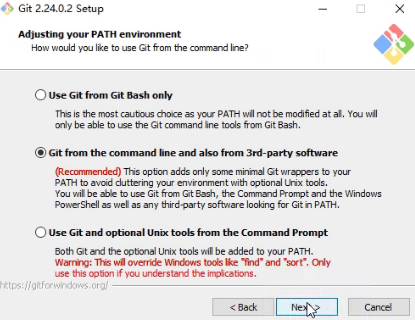 Git 2.24.0.2 Setup
Adjusting your PATH environment
How would you like to use Git from the command line?
Use Git from Git Bash only
This is the most cautious choice as your PATH will not be modified at all. You will
only be able to use the Git command line tools from Git Bash.
Git from the command line and also from 3rd-party software
(Recommended) This option adds only some minimal Git wrappers to your
PATH to avoid cluttering your environment with optional Unix tools.
You will be able to use Git from Git Bash, the Command Prompt and the Windows
PowerShell as well as any third-party software looking for Git in PATH.
Use Git and optional Unix tools from the Command Prompt
Both Git and the optional Unix tools will be added to your PATH.
Warning: This will override Windows tools like "find" and "sort". Only
use this option if you understand the implications.
https://gitforwindows.org/
< Back
Next >
Cancel